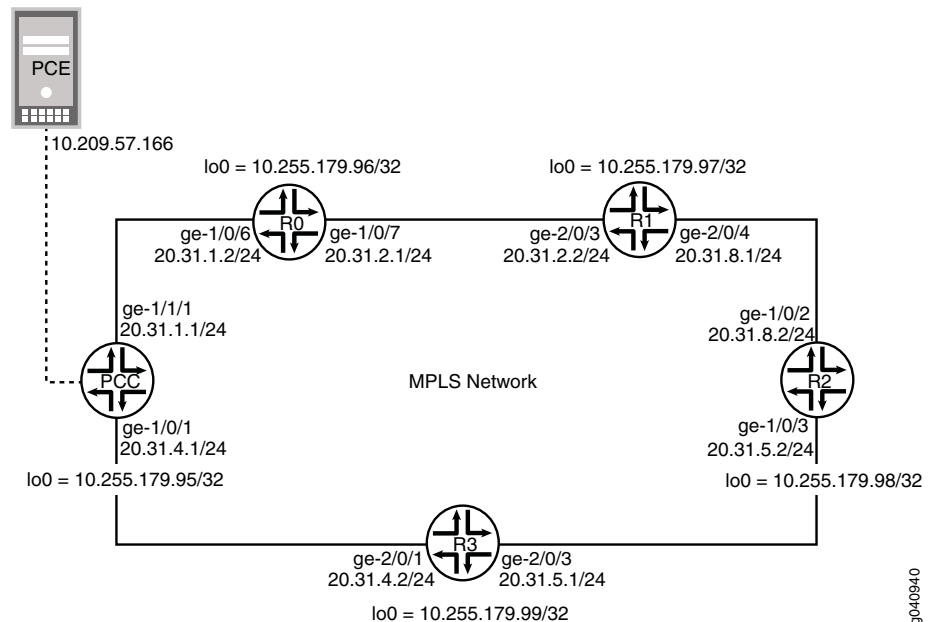 PCE
10.209.57.166
lo0 = 10.255.179.96/32
lo0 = 10.255.179.97/32
R0
R1
ge-1/0/6
20.31.1.2/24
ge-1/0/7
20.31.2.1/24
ge-2/0/3
20.31.2.2/24
ge-2/0/4
20.31.8.1/24
ge-1/1/1
20.31.1.1/24
ge-1/0/2
20.31.8.2/24
PCC
MPLS Network
R2
ge-1/0/1
20.31.4.1/24
ge-1/0/3
20.31.5.2/24
lo0 = 10.255.179.95/32
lo0 = 10.255.179.98/32
R3
ge-2/0/1
20.31.4.2/24
ge-2/0/3
20.31.5.1/24
lo0 = 10.255.179.99/32
g040940